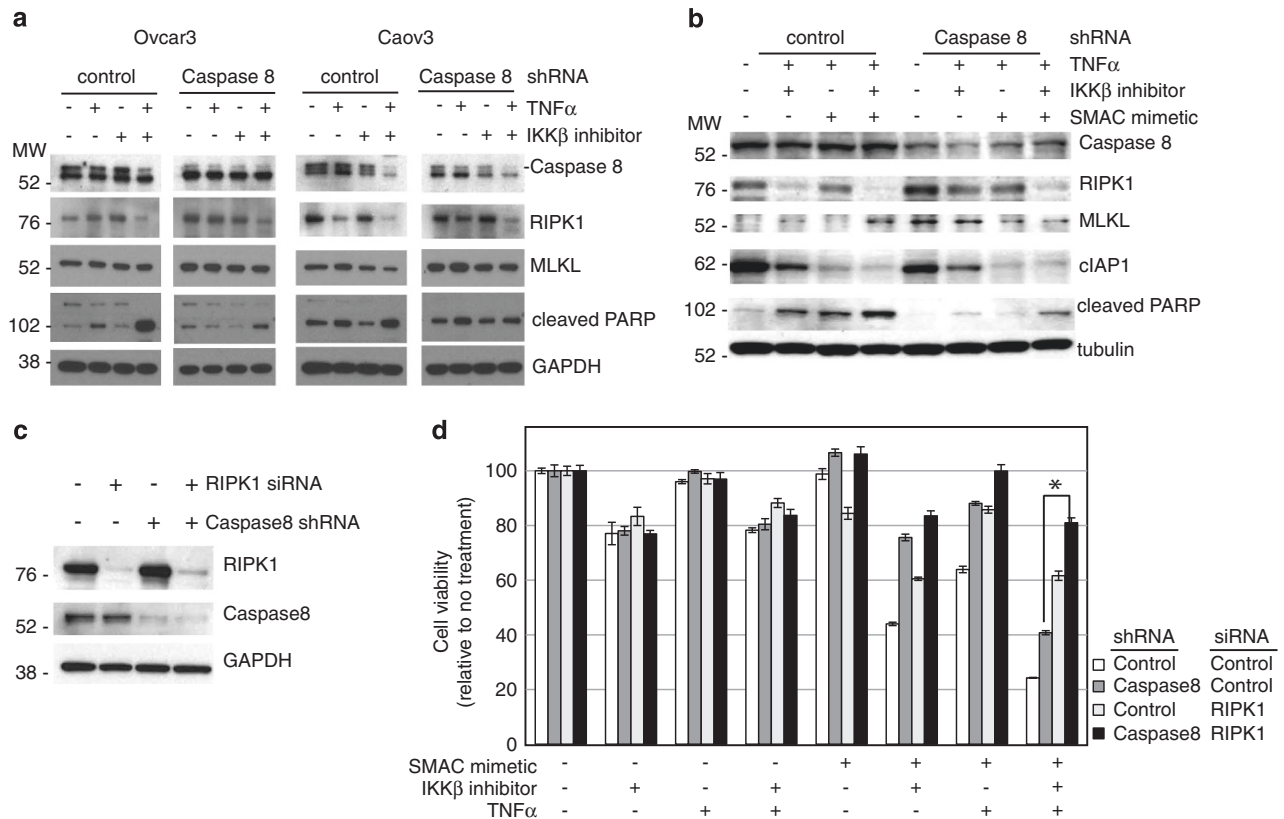 a
Ovcar3 Caov3
control Caspase 8 control Caspase 8 shRNA
- + - + - + - + - + - + - + - + TNFα
- - + + - - + + - - + + - - + + IKKβ inhibitor
MW
52 - -Caspase 8
76 - RIPK1
52 - MLKL
102 - cleaved PARP
38 - GAPDH
b
control Caspase 8 shRNA
- + + + - + + + TNFα
- + - + - + - + IKKβ inhibitor
- - + + - - + + SMAC mimetic
MW
52 - Caspase 8
76 - RIPK1
52 - MLKL
62 - cIAP1
102 - cleaved PARP
52 - tubulin
c
- + - + RIPK1 siRNA
- - + + Caspase8 shRNA
76 - RIPK1
52 - Caspase8
38 - GAPDH
d
Cell viability
(relative to no treatment)
100
80
60
40
20
0
*
SMAC mimetic - - - - + + + +
IKKβ inhibitor - + - + - + - +
TNFα - - + + - - + +
shRNA siRNA
Control Control
Caspase8 Control
Control RIPK1
Caspase8 RIPK1